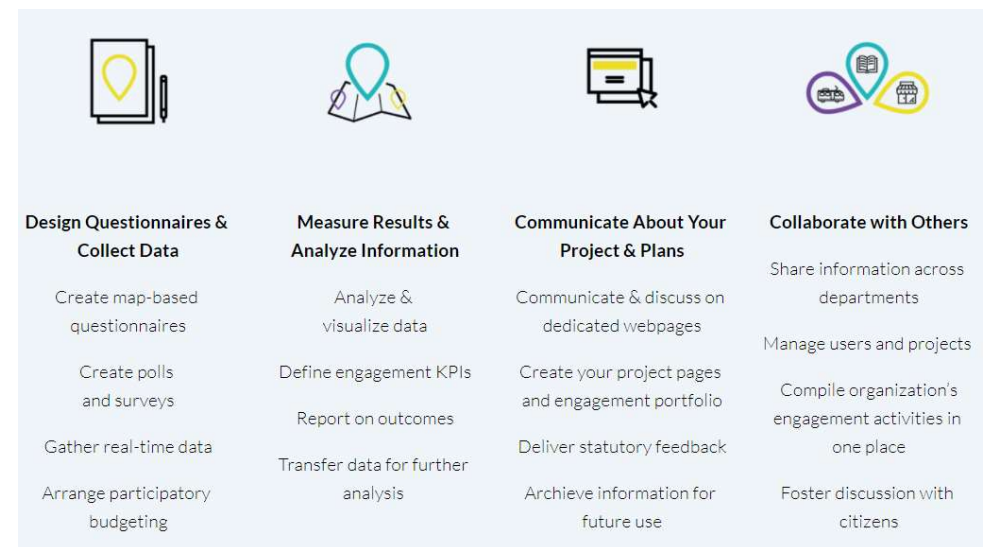 Design Questionnaires &
Collect Data
Create map-based
questionnaires
Create polls
and surveys
Gather real-time data
Arrange participatory
budgeting
Measure Results &
Analyze Information
Analyze &
visualize data
Define engagement KPIs
Report on outcomes
Transfer data for further
analysis
Communicate About Your
Project & Plans
Communicate & discuss on
dedicated webpages
Create your project pages
and engagement portfolio
Deliver statutory feedback
Archieve information for
future use
Collaborate with Others
Share information across
departments
Manage users and projects
Compile organization’s
engagement activities in
one place
Foster discussion with
citizens